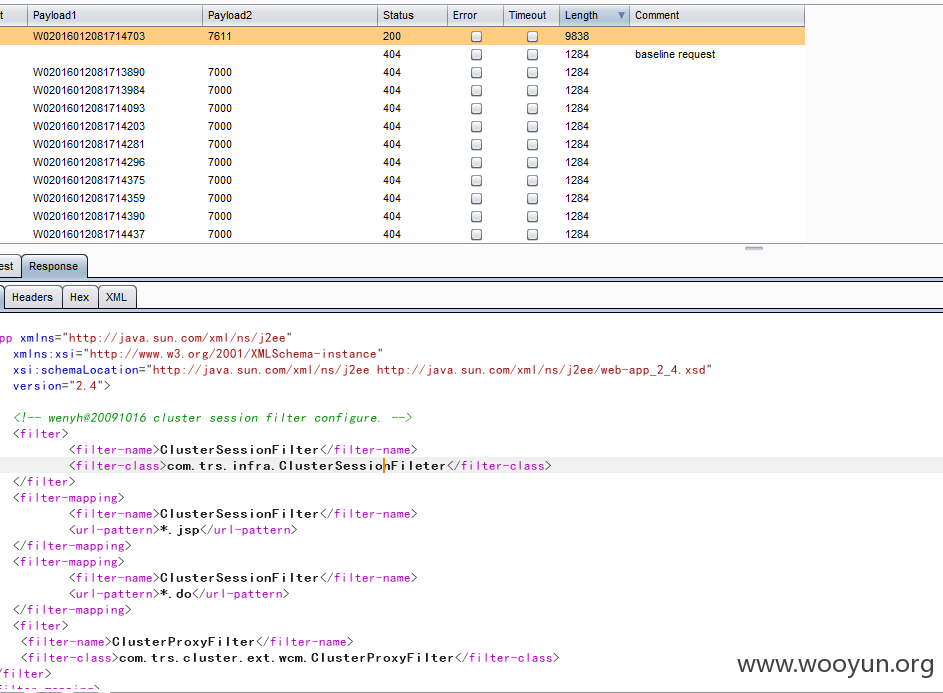 t Payload1 Payload2 Status Error Timeout Length Comment
W02016012081714703 7611 200 9838
404 1284 baseline request
W02016012081713890 7000 404 1284
W02016012081713984 7000 404 1284
W02016012081714093 7000 404 1284
W02016012081714203 7000 404 1284
W02016012081714281 7000 404 1284
W02016012081714296 7000 404 1284
W02016012081714375 7000 404 1284
W02016012081714359 7000 404 1284
W02016012081714390 7000 404 1284
W02016012081714437 7000 404 1284
est Response
Headers Hex XML
pp xmlns="http://java.sun.com/xml/ns/j2ee"
xmlns:xsi="http://www.w3.org/2001/XMLSchema-instance"
xsi:schemaLocation="http://java.sun.com/xml/ns/j2ee http://java.sun.com/xml/ns/j2ee/web-app_2_4.xsd"
version="2.4">
<!-- wenyh@20091016 cluster session filter configure. -->
<filter>
<filter-name>ClusterSessionFilter</filter-name>
<filter-class>com.trs.infra.ClusterSessionFileter</filter-class>
</filter>
<filter-mapping>
<filter-name>ClusterSessionFilter</filter-name>
<url-pattern>*.jsp</url-pattern>
</filter-mapping>
<filter-mapping>
<filter-name>ClusterSessionFilter</filter-name>
<url-pattern>*.do</url-pattern>
</filter-mapping>
<filter>
<filter-name>ClusterProxyFilter</filter-name>
<filter-class>com.trs.cluster.ext.wcm.ClusterProxyFilter</filter-class>
/filter>
filter-mapping>
www.wooyun.org